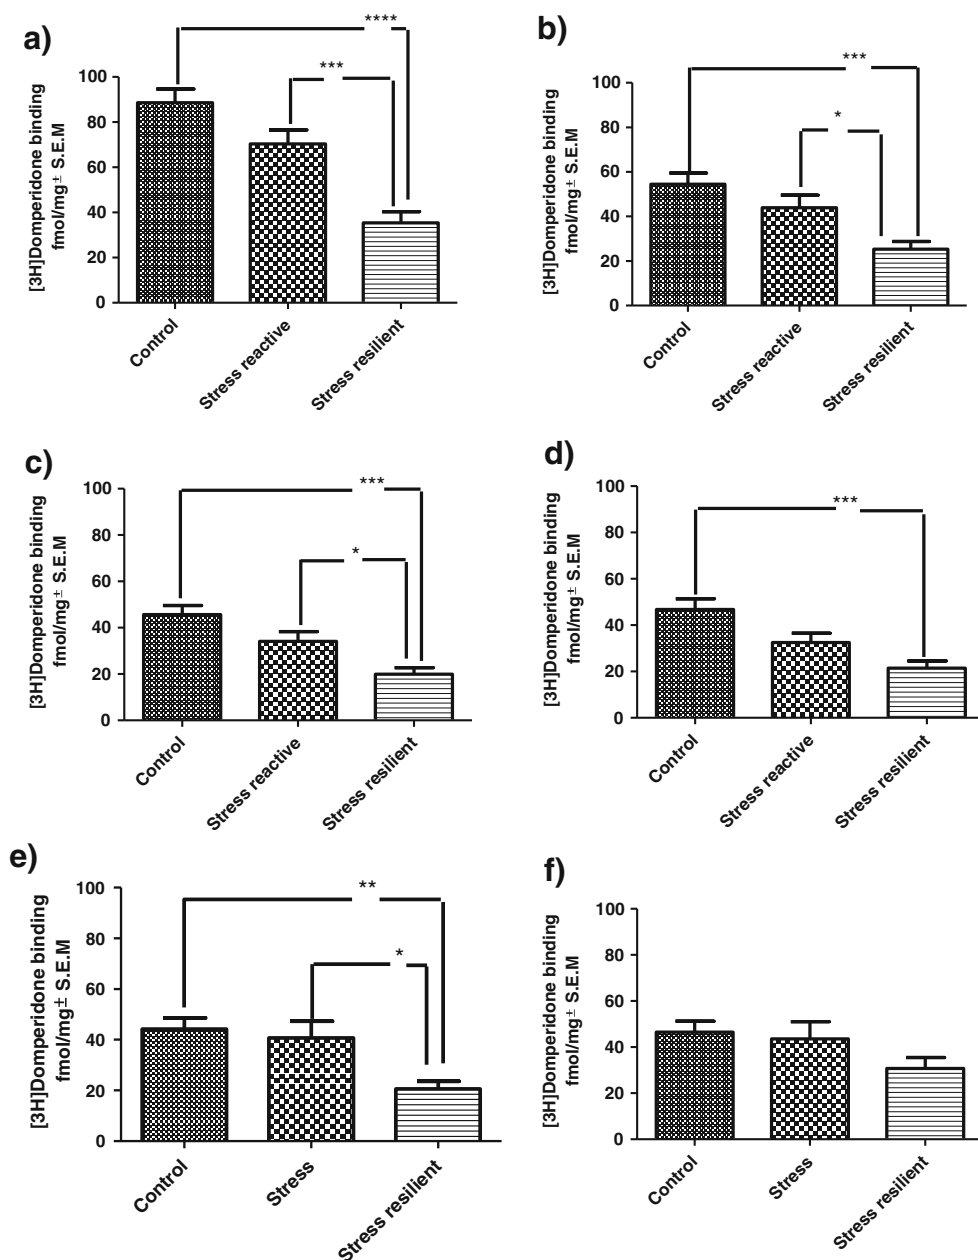 a)
****
***
[3H]Domperidone binding
fmol/mg± S.E.M
100
80
60
40
20
0
Control
Stress reactive
Stress resilient
b)
***
*
[3H]Domperidone binding
fmol/mg± S.E.M
100
80
60
40
20
0
Control
Stress reactive
Stress resilient
c)
***
*
[3H]Domperidone binding
fmol/mg± S.E.M
100
80
60
40
20
0
Control
Stress reactive
Stress resilient
d)
***
[3H]Domperidone binding
fmol/mg± S.E.M
100
80
60
40
20
0
Control
Stress reactive
Stress resilient
e)
**
*
[3H]Domperidone binding
fmol/mg± S.E.M
100
80
60
40
20
0
Control
Stress
Stress resilient
f)
[3H]Domperidone binding
fmol/mg± S.E.M
100
80
60
40
20
0
Control
Stress
Stress resilient